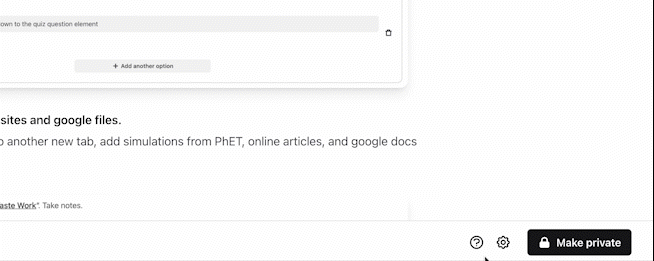 own to the quiz question element
+ Add another option
sites and google files.
o another new tab, add simulations from PhET, online articles, and google docs
aste Work". Take notes.
Make private